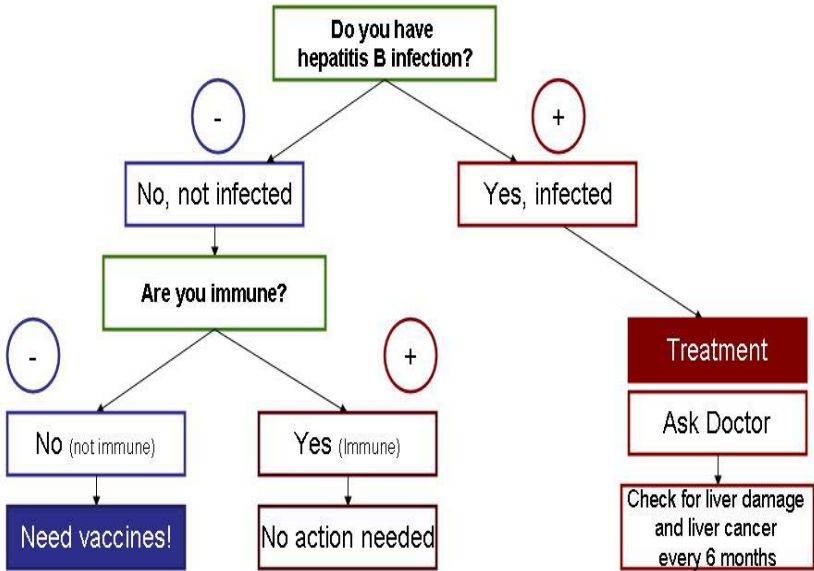 Do you have
hepatitis B infection?
-
+
No, not infected
Yes, infected
Are you immune?
-
+
Treatment
No (not immune)
Yes (Immune)
Ask Doctor
Need vaccines!
No action needed
Check for liver damage
and liver cancer
every 6 months